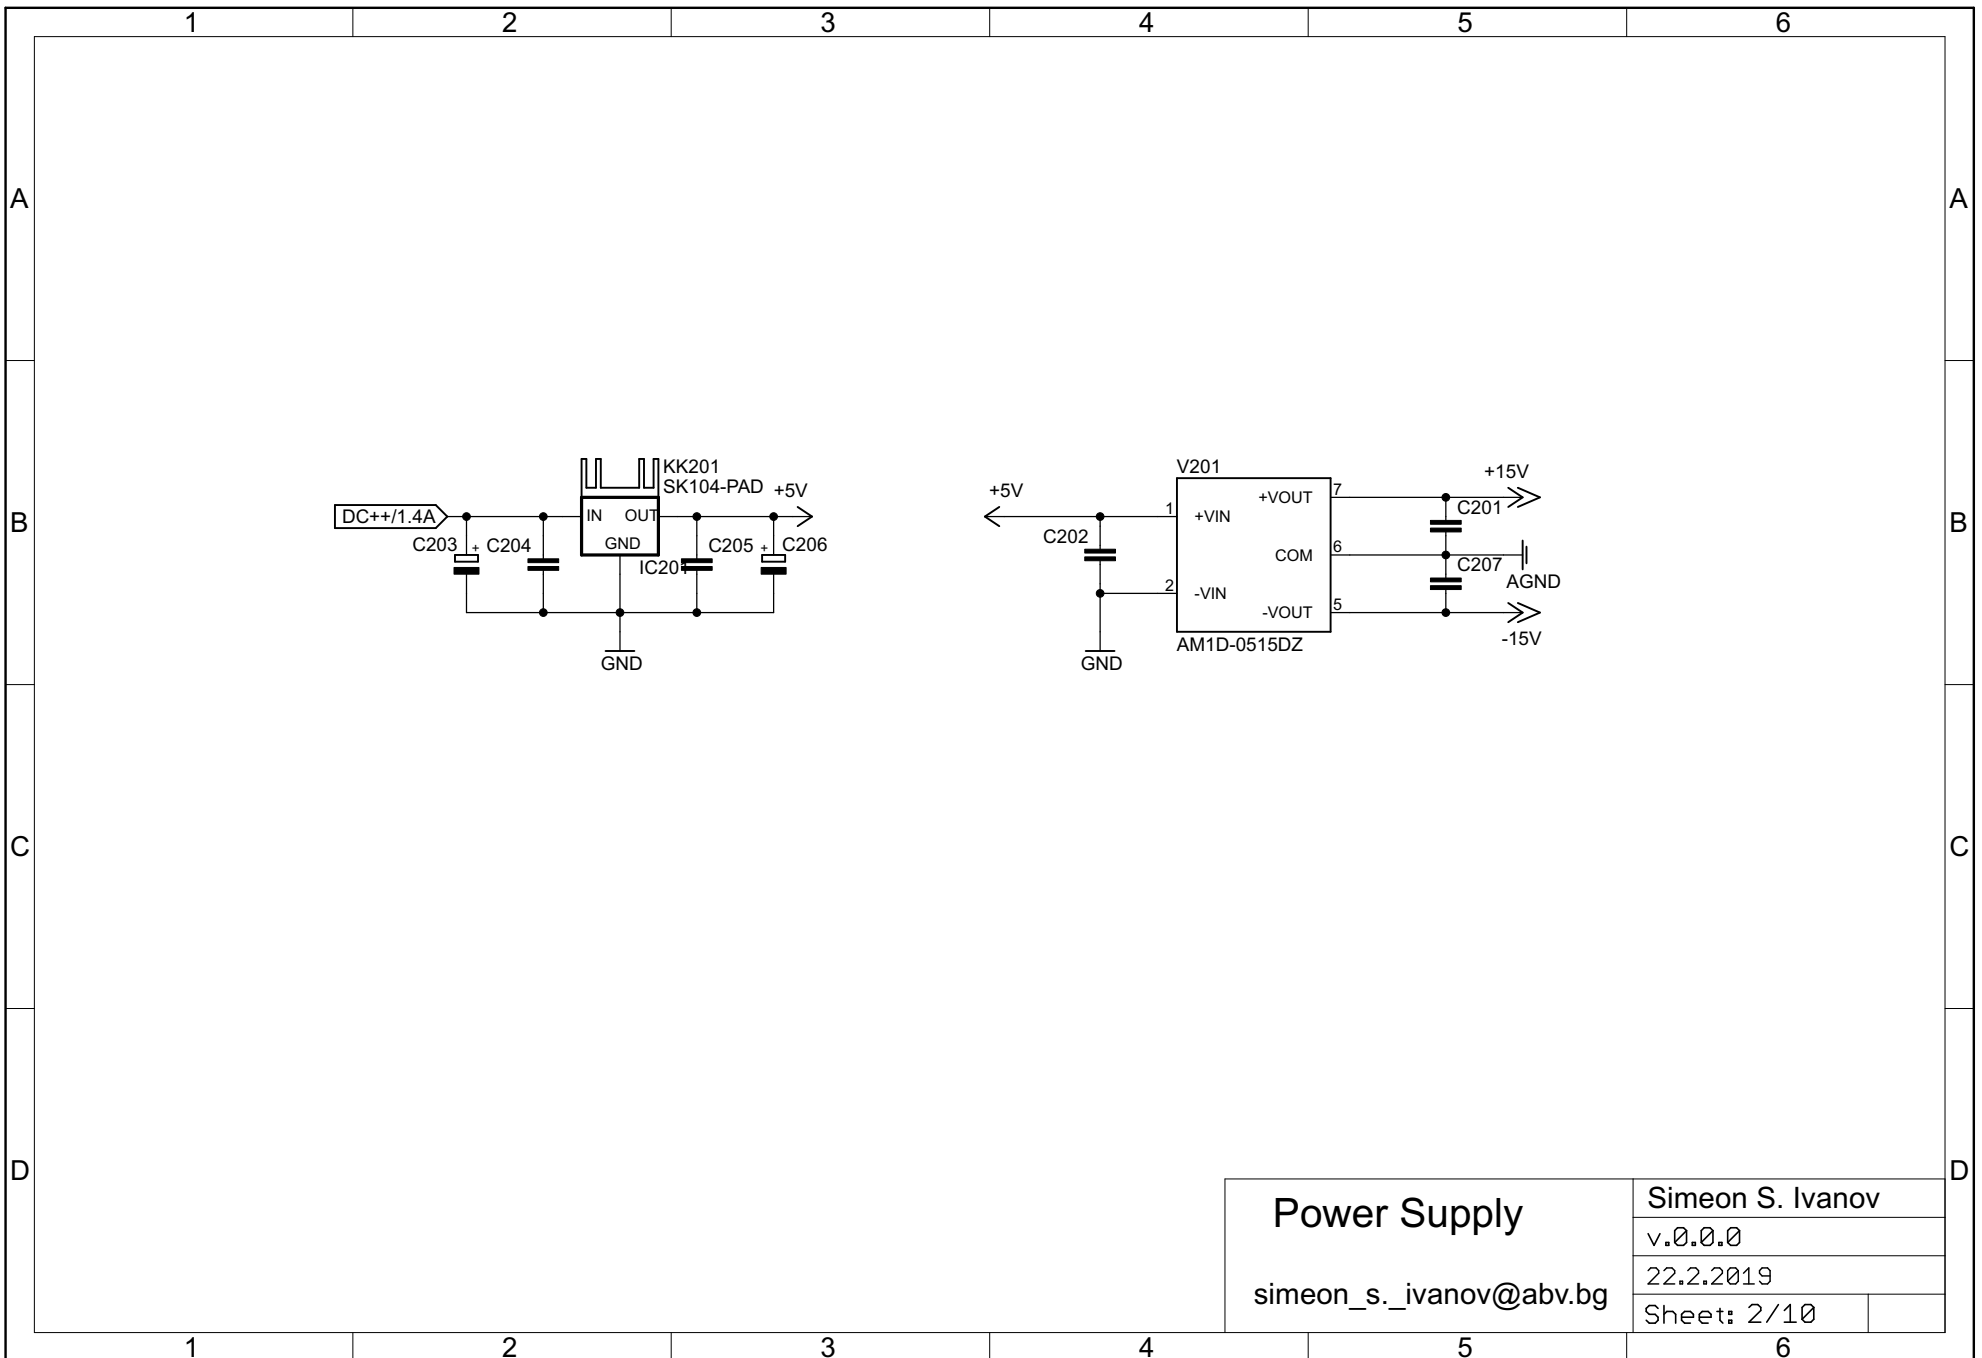 1 2 3 4 5 6
A A
B B
C C
D D
KK201
SK104-PAD
+5V
DC++/1.4A
IN OUT
GND
C203 + C204
C205 + C206
IC201
GND
+5V
C202
GND
V201
1 +VIN
2 -VIN
+VOUT 7
COM 6
-VOUT 5
AM1D-0515DZ
+15V
C201
C207
AGND
-15V
Power Supply
simeon_s._ivanov@abv.bg
Simeon S. Ivanov
v.0.0.0
22.2.2019
Sheet: 2/10
1 2 3 4 5 6